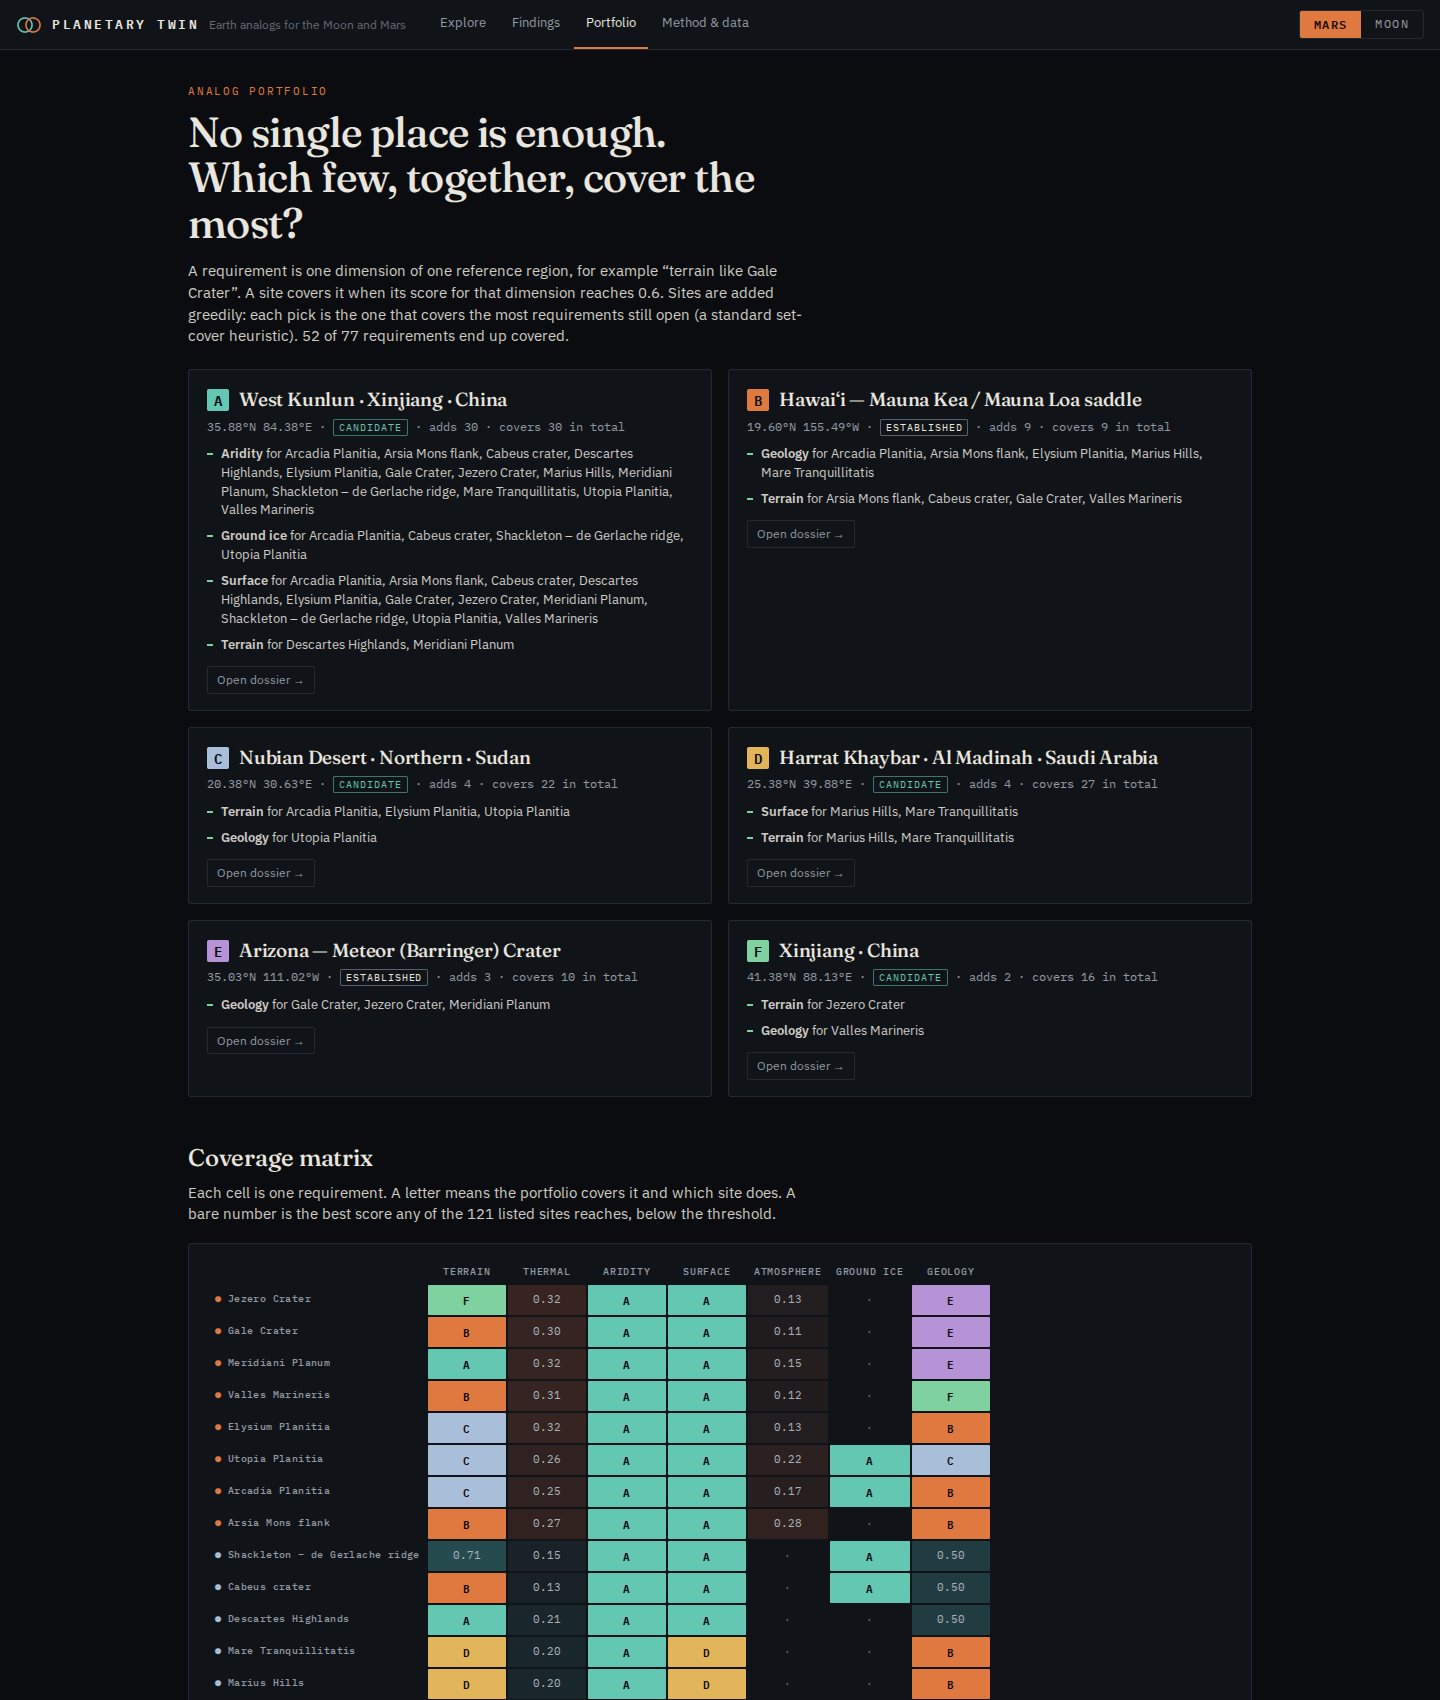 PLANETARY TWIN Earth analogs for the Moon and Mars Explore Findings Portfolio Method & data MARS MOON
ANALOG PORTFOLIO
No single place is enough.
Which few, together, cover the
most?
A requirement is one dimension of one reference region, for example “terrain like Gale
Crater”. A site covers it when its score for that dimension reaches 0.6. Sites are added
greedily: each pick is the one that covers the most requirements still open (a standard set-
cover heuristic). 52 of 77 requirements end up covered.
A West Kunlun · Xinjiang · China
35.88°N 84.38°E · CANDIDATE · adds 30 · covers 30 in total
– Aridity for Arcadia Planitia, Arsia Mons flank, Cabeus crater, Descartes
Highlands, Elysium Planitia, Gale Crater, Jezero Crater, Marius Hills, Meridiani
Planum, Shackleton – de Gerlache ridge, Mare Tranquillitatis, Utopia Planitia,
Valles Marineris
– Ground ice for Arcadia Planitia, Cabeus crater, Shackleton – de Gerlache ridge,
Utopia Planitia
– Surface for Arcadia Planitia, Arsia Mons flank, Cabeus crater, Descartes
Highlands, Elysium Planitia, Gale Crater, Jezero Crater, Meridiani Planum,
Shackleton – de Gerlache ridge, Utopia Planitia, Valles Marineris
– Terrain for Descartes Highlands, Meridiani Planum
Open dossier →
B Hawaiʻi — Mauna Kea / Mauna Loa saddle
19.60°N 155.49°W · ESTABLISHED · adds 9 · covers 9 in total
– Geology for Arcadia Planitia, Arsia Mons flank, Elysium Planitia, Marius Hills,
Mare Tranquillitatis
– Terrain for Arsia Mons flank, Cabeus crater, Gale Crater, Valles Marineris
Open dossier →
C Nubian Desert · Northern · Sudan
20.38°N 30.63°E · CANDIDATE · adds 4 · covers 22 in total
– Terrain for Arcadia Planitia, Elysium Planitia, Utopia Planitia
– Geology for Utopia Planitia
Open dossier →
D Harrat Khaybar · Al Madinah · Saudi Arabia
25.38°N 39.88°E · CANDIDATE · adds 4 · covers 27 in total
– Surface for Marius Hills, Mare Tranquillitatis
– Terrain for Marius Hills, Mare Tranquillitatis
Open dossier →
E Arizona — Meteor (Barringer) Crater
35.03°N 111.02°W · ESTABLISHED · adds 3 · covers 10 in total
– Geology for Gale Crater, Jezero Crater, Meridiani Planum
Open dossier →
F Xinjiang · China
41.38°N 88.13°E · CANDIDATE · adds 2 · covers 16 in total
– Terrain for Jezero Crater
– Geology for Valles Marineris
Open dossier →
Coverage matrix
Each cell is one requirement. A letter means the portfolio covers it and which site does. A
bare number is the best score any of the 121 listed sites reaches, below the threshold.
TERRAIN THERMAL ARIDITY SURFACE ATMOSPHERE GROUND ICE GEOLOGY
Jezero Crater F 0.32 A A 0.13 · E
Gale Crater B 0.30 A A 0.11 · E
Meridiani Planum A 0.32 A A 0.15 · E
Valles Marineris B 0.31 A A 0.12 · F
Elysium Planitia C 0.32 A A 0.13 · B
Utopia Planitia C 0.26 A A 0.22 A C
Arcadia Planitia C 0.25 A A 0.17 A B
Arsia Mons flank B 0.27 A A 0.28 · B
Shackleton – de Gerlache ridge 0.71 0.15 A A · A 0.50
Cabeus crater B 0.13 A A · A 0.50
Descartes Highlands A 0.21 A A · · 0.50
Mare Tranquillitatis D 0.20 A D · · B
Marius Hills D 0.20 A D · · B